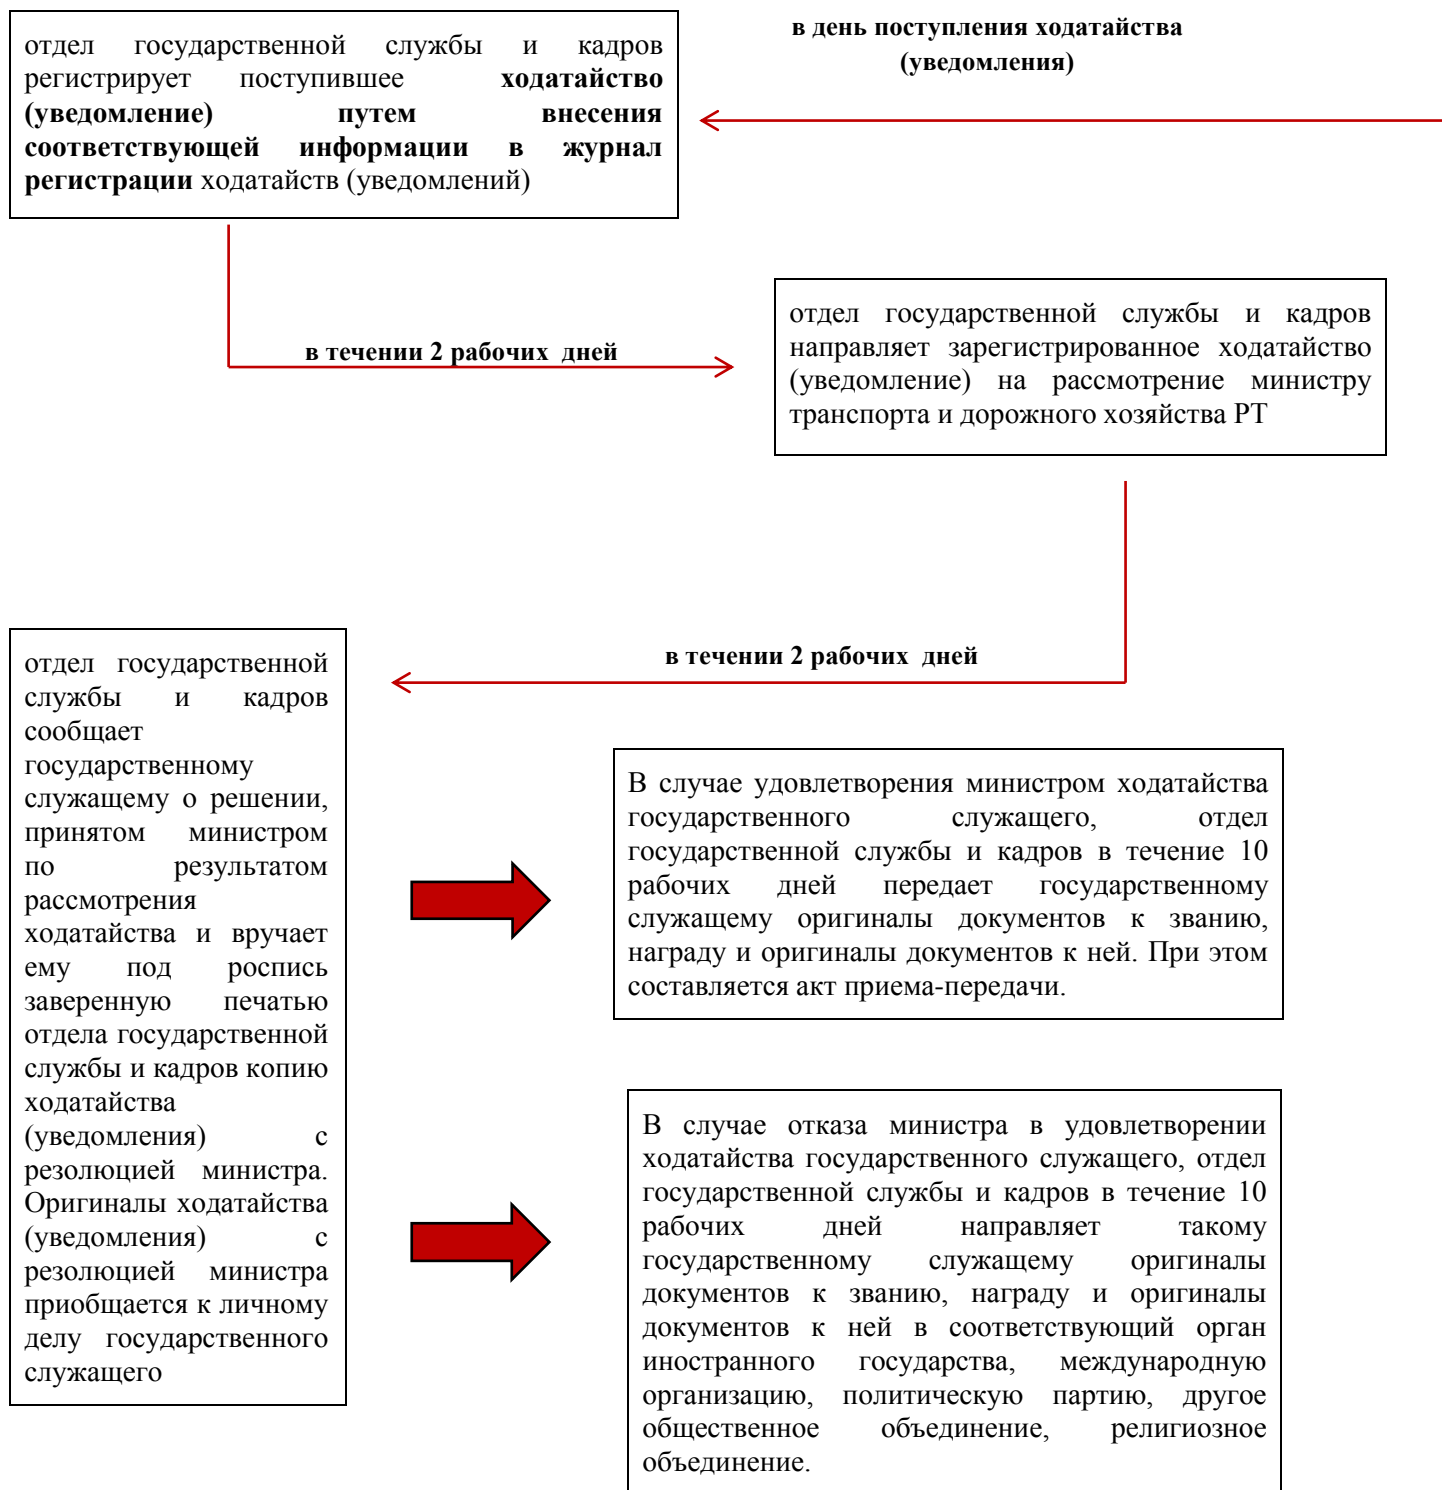 в день поступления ходатайства
(уведомления)
отдел государственной службы и кадров
регистрирует поступившее ходатайство
(уведомление) путем внесения
соответствующей информации в журнал
регистрации ходатайств (уведомлений)
отдел государственной службы и кадров
направляет зарегистрированное ходатайство
(уведомление) на рассмотрение министру
транспорта и дорожного хозяйства РТ
в течении 2 рабочих дней
в течении 2 рабочих дней
отдел государственной
службы и кадров
сообщает
государственному
служащему о решении,
принятом министром
по результатом
рассмотрения
ходатайства и вручает
ему под роспись
заверенную печатью
отдела государственной
службы и кадров копию
ходатайства
(уведомления) с
резолюцией министра.
Оригиналы ходатайства
(уведомления) с
резолюцией министра
приобщается к личному
делу государственного
служащего
В случае удовлетворения министром ходатайства
государственного служащего, отдел
государственной службы и кадров в течение 10
рабочих дней передает государственному
служащему оригиналы документов к званию,
награду и оригиналы документов к ней. При этом
составляется акт приема-передачи.
В случае отказа министра в удовлетворении
ходатайства государственного служащего, отдел
государственной службы и кадров в течение 10
рабочих дней направляет такому
государственному служащему оригиналы
документов к званию, награду и оригиналы
документов к ней в соответствующий орган
иностранного государства, международную
организацию, политическую партию, другое
общественное объединение, религиозное
объединение.